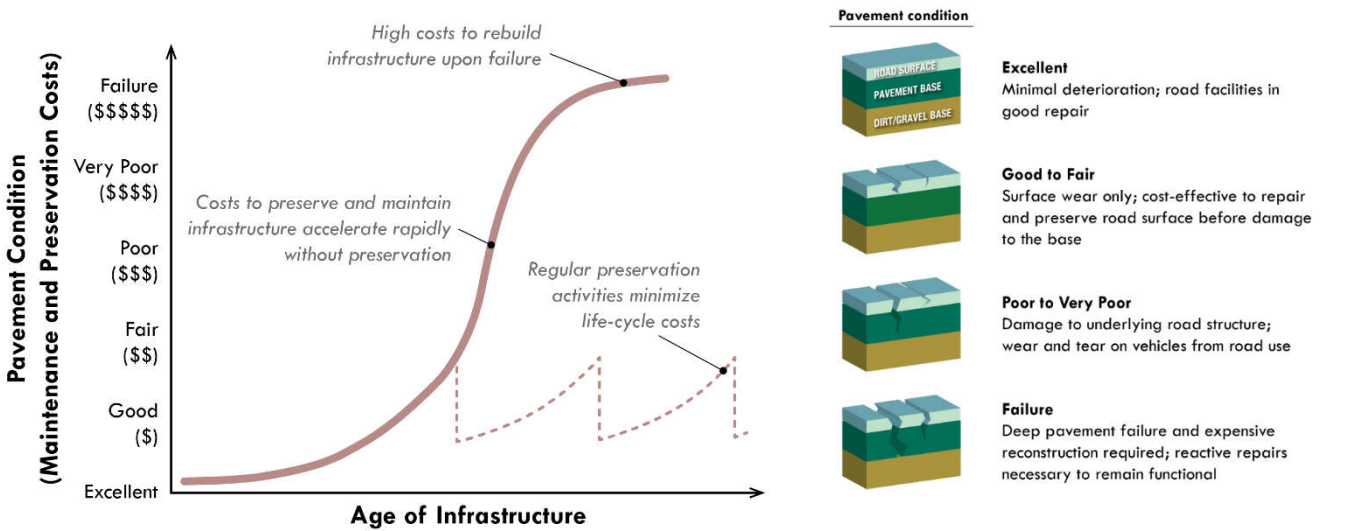 Pavement Condition
(Maintenance and Preservation Costs)
Failure
($$$$$)
Very Poor
($$$$)
Poor
($$$)
Fair
($$)
Good
($)
Excellent
High costs to rebuild
infrastructure upon failure
Costs to preserve and maintain
infrastructure accelerate rapidly
without preservation
Regular preservation
activities minimize
life-cycle costs
Age of Infrastructure
Pavement condition
ROAD SURFACE
PAVEMENT BASE
DIRT/GRAVEL BASE
Excellent
Minimal deterioration; road facilities in
good repair
Good to Fair
Surface wear only; cost-effective to repair
and preserve road surface before damage
to the base
Poor to Very Poor
Damage to underlying road structure;
wear and tear on vehicles from road use
Failure
Deep pavement failure and expensive
reconstruction required; reactive repairs
necessary to remain functional